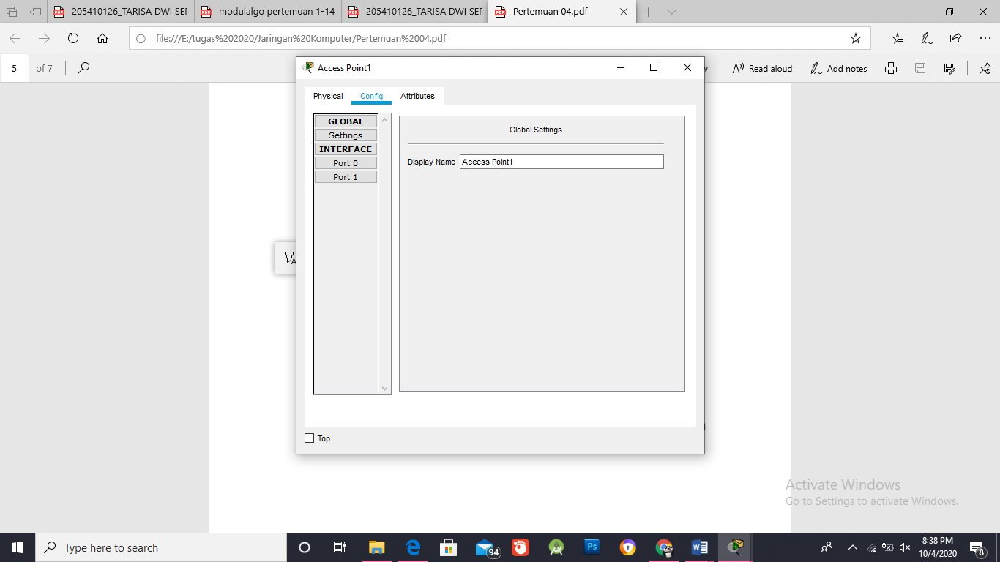 205410126_TARISA DWI SEF
modulalgo pertemuan 1-14
205410126_TARISA DWI SEF
Pertemuan 04.pdf
file:///E:/tugas%202020/Jaringan%20Komputer/Pertemuan%2004.pdf
5 of 7
Read aloud
Add notes
Access Point1
Physical Config Attributes
GLOBAL
Settings
INTERFACE
Port 0
Port 1
Global Settings
Display Name Access Point1
Top
Activate Windows
Go to Settings to activate Windows.
Type here to search
94
Ps
8:38 PM
10/4/2020
8